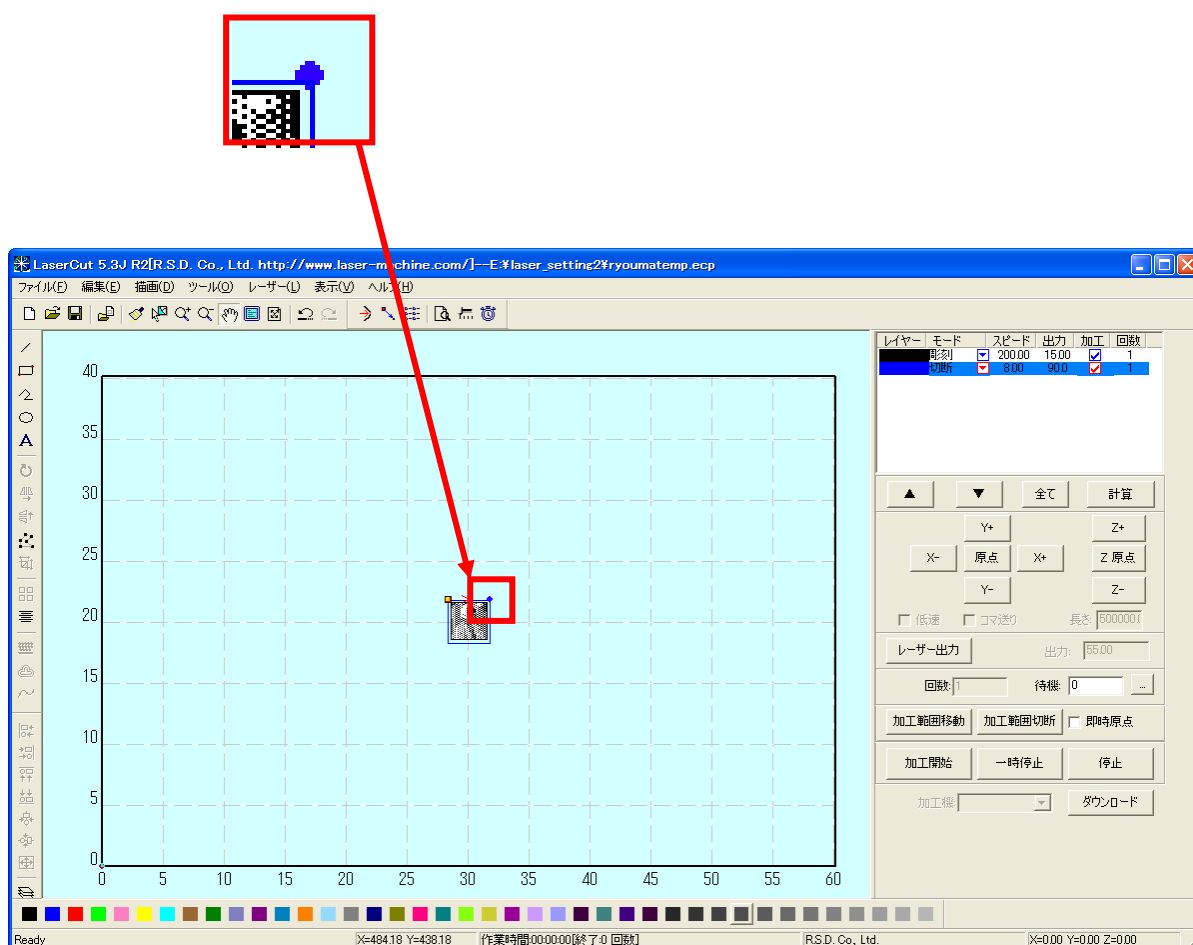 LaserCut 5.3J R2[R.S.D. Co., Ltd. http://www.laser-machine.com/]--E:¥laser_setting2¥ryoumatemp.ecp
ファイル(F) 編集(E) 描画(D) ツール(O) レーザー(L) 表示(V) ヘルプ(H)
レイヤー モード スピード 出力 加工 回数
彫刻 200.00 15.00 1
切断 8.00 90.0 1
40
35
30
25
20
15
10
5
0
0 5 10 15 20 25 30 35 40 45 50 55 60
▲ ▼ 全て 計算
Y+ Z+
X- 原点 X+ Z 原点
Y- Z-
低速 コマ送り 長さ: 500000.(
レーザー出力 出力: 55.00
回数: 1 待機: 0 ...
加工範囲移動 加工範囲切断 即時原点
加工開始 一時停止 停止
加工機: ダウンロード
Ready X=484.18 Y=438.18 作業時間:00:00:00[終了:0 回数] R.S.D. Co., Ltd. X=0.00 Y=0.00 Z=0.00